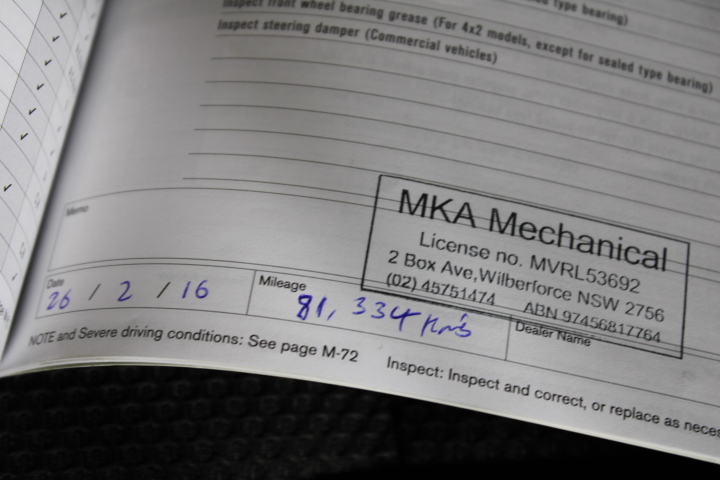 type bearing)
Inspect front wheel bearing grease (For 4x2 models, except for sealed type bearing)
Inspect steering damper (Commercial vehicles)
Memo
MKA Mechanical
License no. MVRL53692
2 Box Ave,Wilberforce NSW 2756
(02) 45751474 ABN 97456817764
Date
26 / 2 / 16
Mileage
81,334 Km's
Dealer Name
NOTE and Severe driving conditions: See page M-72
Inspect: Inspect and correct, or replace as neces